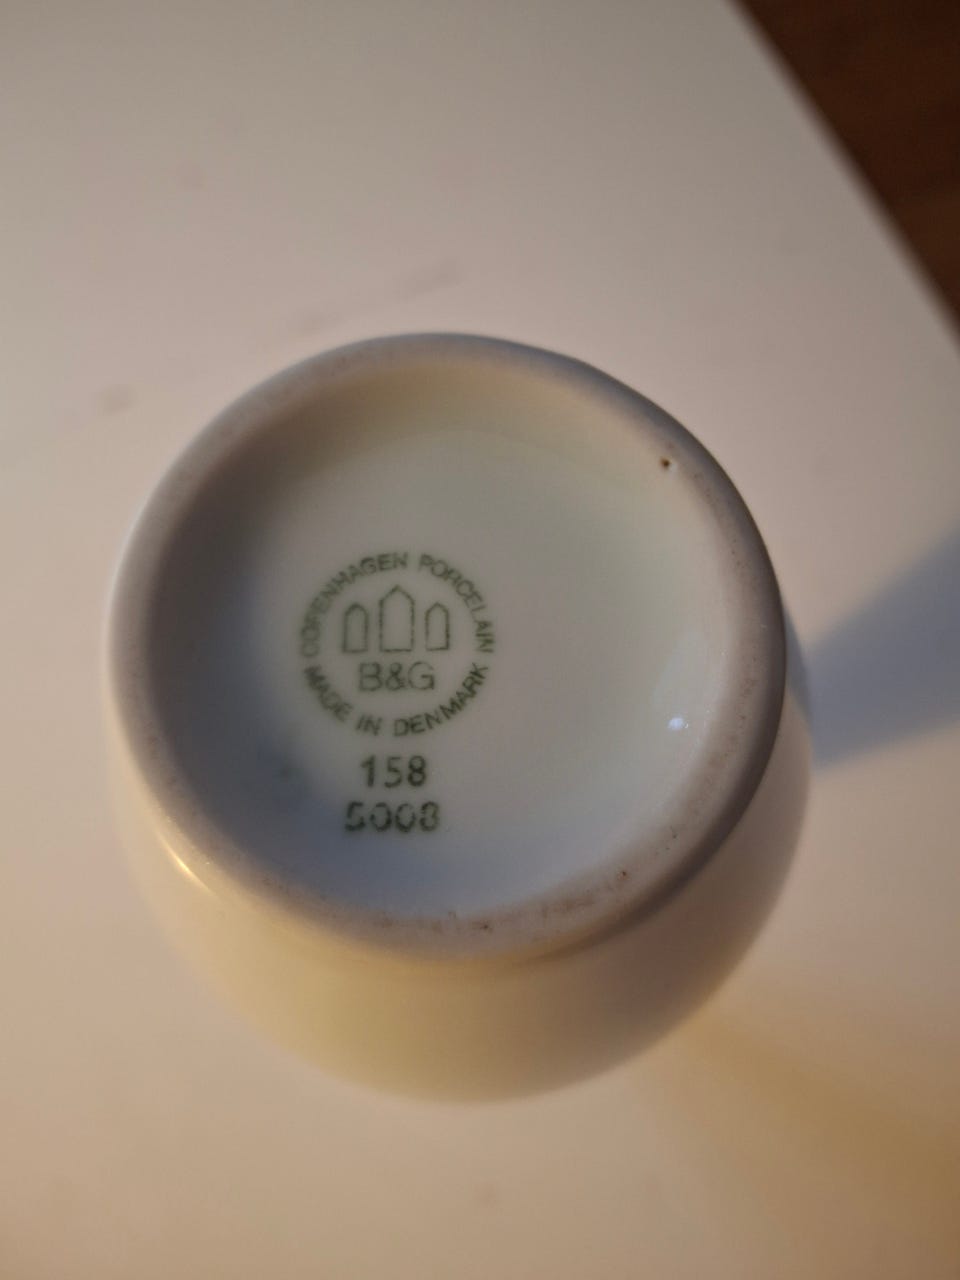 COPENHAGEN PORCELAIN
B&G
MADE IN DENMARK
158
5008